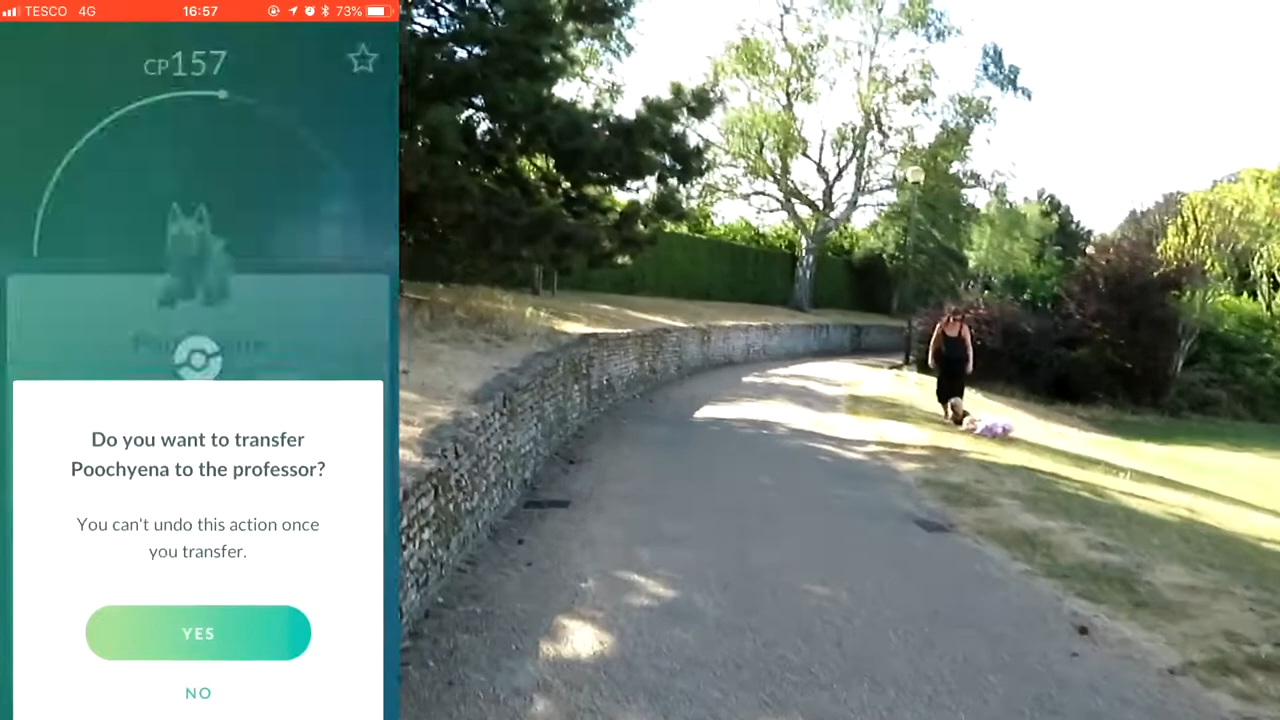 TESCO 4G 16:57 73%
CP157
Do you want to transfer
Poochyena to the professor?
You can't undo this action once
you transfer.
YES
NO